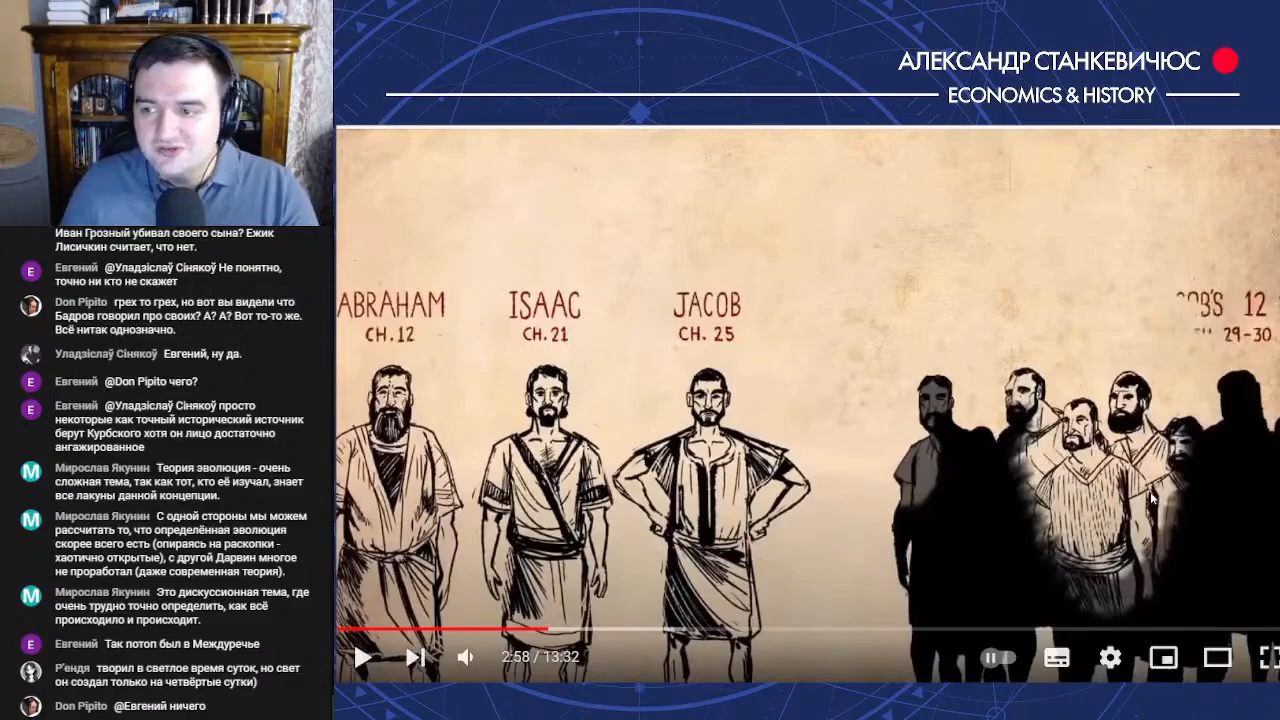 АЛЕКСАНДР СТАНКЕВИЧЮС
ECONOMICS & HISTORY
Иван Грозный убивал своего сына? Ежик
Лисичкин считает, что нет.
Евгений @Уладзіслаў Сінякоў Не понятно,
точно ни кто не скажет
Don Pipito грех то грех, но вот вы видели что
Бадров говорил про своих? А? А? Вот то-то же.
Всё нитак однозначно.
Уладзіслаў Сінякоў Евгений, ну да.
Евгений @Don Pipito чего?
Евгений @Уладзіслаў Сінякоў просто
некоторые как точный исторический источник
берут Курбского хотя он лицо достаточно
ангажированное
Мирослав Якунин Теория эволюция - очень
сложная тема, так как тот, кто её изучал, знает
все лакуны данной концепции.
Мирослав Якунин С одной стороны мы можем
рассчитать то, что определённая эволюция
скорее всего есть (опираясь на раскопки -
хаотично открытые), с другой Дарвин многое
не проработал (даже современная теория).
Мирослав Якунин Это дискуссионная тема, где
очень трудно точно определить, как всё
происходило и происходит.
Евгений Так потоп был в Междуречье
Р'ендя творил в светлое время суток, но свет
он создал только на четвёртые сутки)
Don Pipito @Евгений ничего
ABRAHAM
CH. 12
ISAAC
CH. 21
JACOB
CH. 25
OB'S 12
29-30
2:58 / 13:32